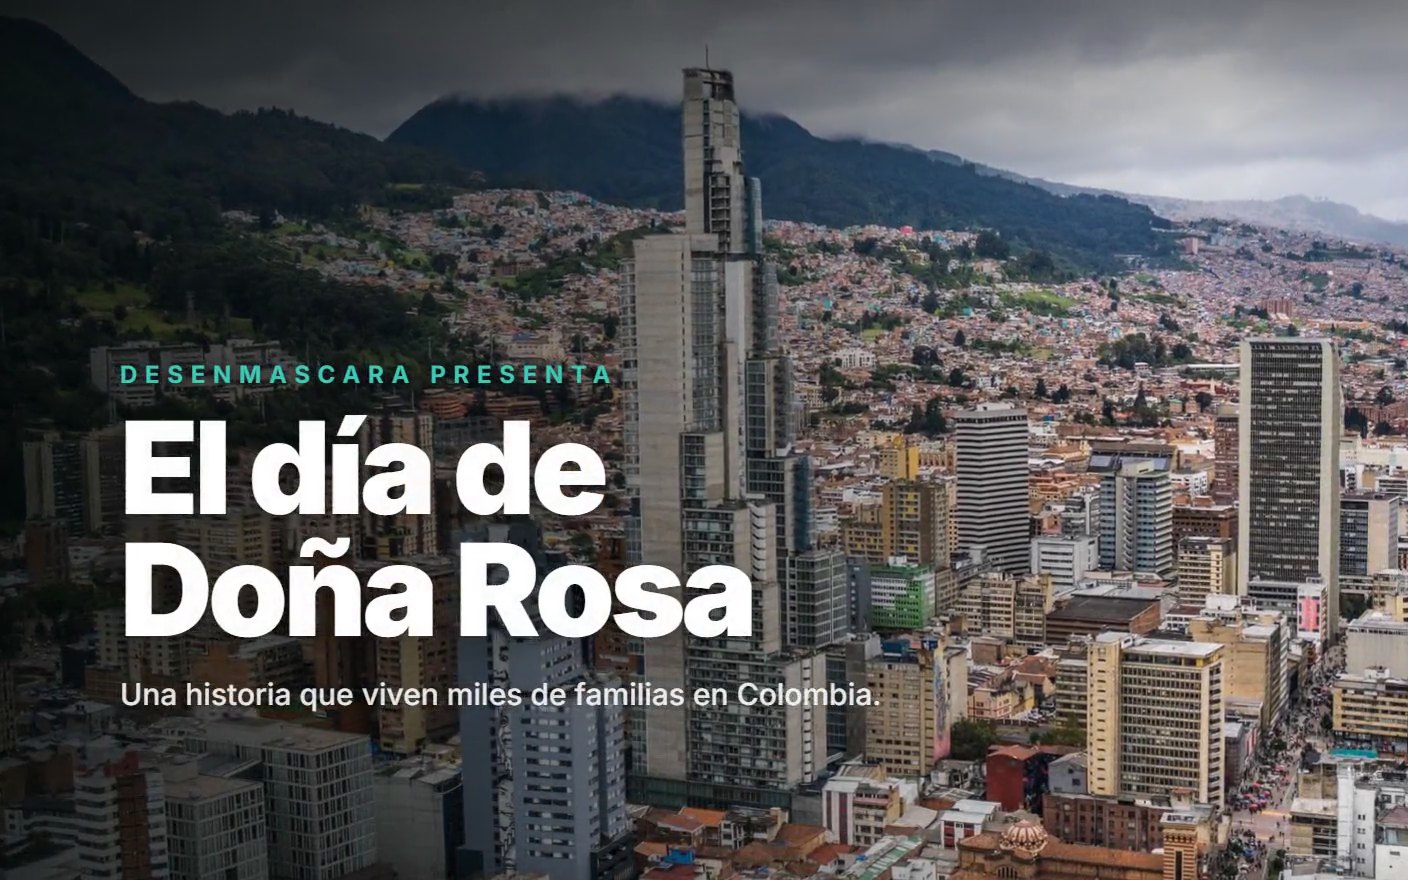 DESENMASCARA PRESENTA
El día de
Doña Rosa
Una historia que viven miles de familias en Colombia.